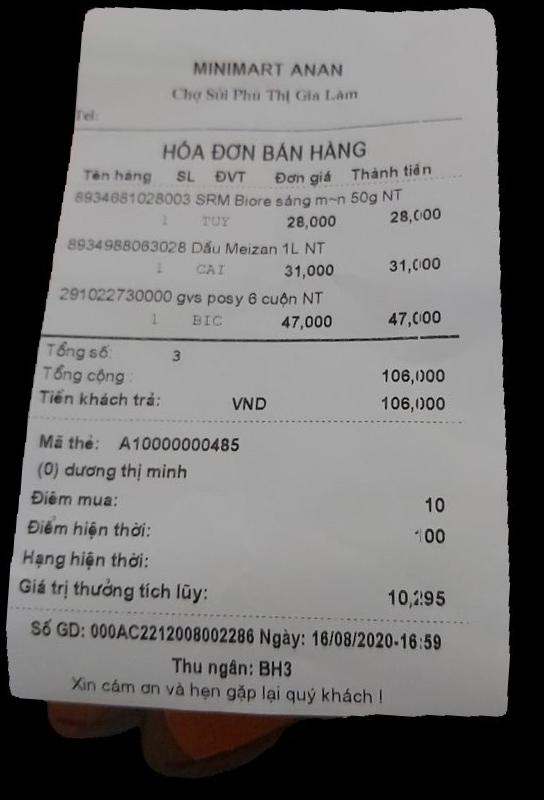 MINIMART ANAN
Chợ Sủi Phú Thị Gia Lâm
Tel:
HÓA ĐƠN BÁN HÀNG
Tên hàng SL ĐVT Đơn giá Thành tiền
8934681028003 SRM Biore sáng m~n 50g NT
1 TUY 28,000 28,000
8934988063028 Dầu Meizan 1L NT
1 CAI 31,000 31,000
291022730000 gvs posy 6 cuộn NT
1 BIC 47,000 47,000
Tổng số: 3
Tổng cộng : 106,000
Tiền khách trả: VND 106,000
Mã thẻ: A10000000485
(0) dương thị minh
Điểm mua: 10
Điểm hiện thời: 100
Hạng hiện thời:
Giá trị thưởng tích lũy: 10,295
Số GD: 000AC2212008002286 Ngày: 16/08/2020-16:59
Thu ngân: BH3
Xin cám ơn và hẹn gặp lại quý khách !